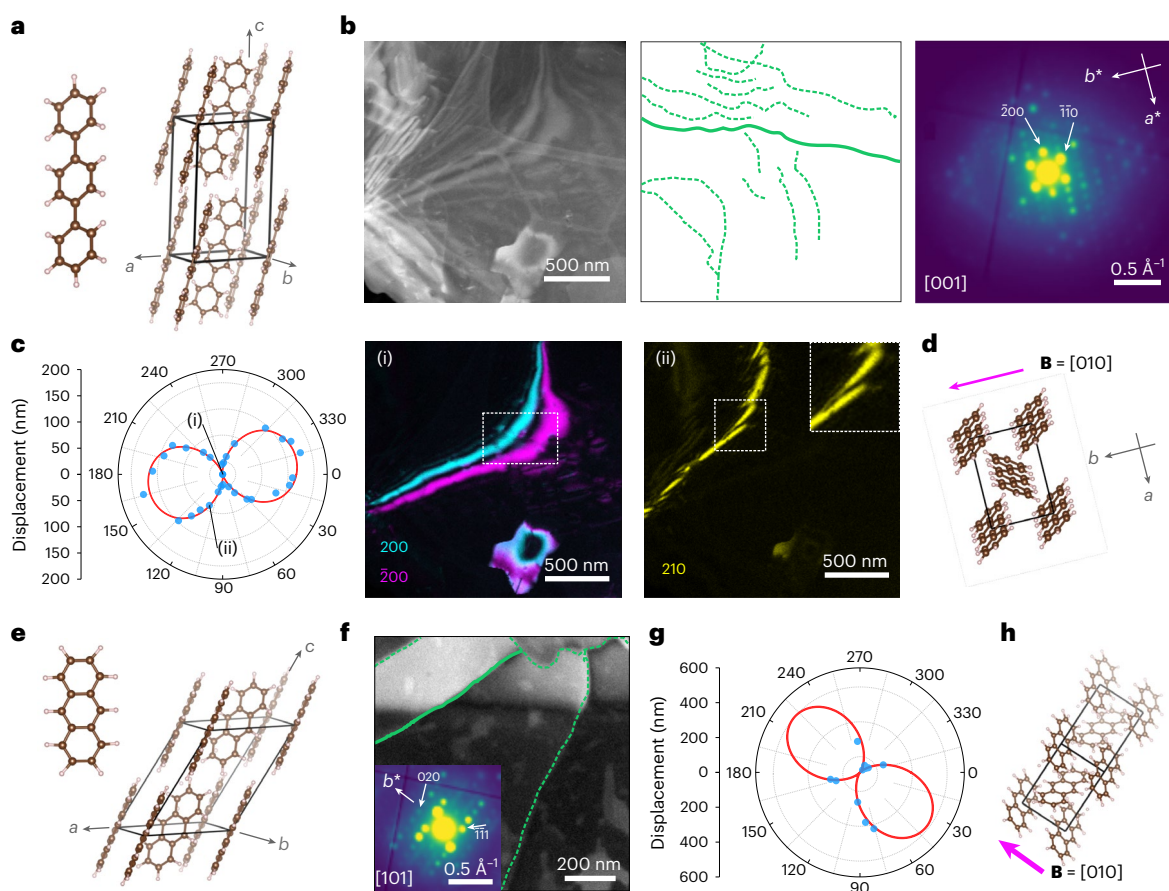 a
c
a
b
b
500 nm
b*
a*
2̄00
1̄1̄0
[001]
0.5 Å⁻¹
c
Displacement (nm)
200
150
100
50
0
50
100
150
200
270
240
300
210
330
180
0
150
30
120
60
90
(i)
(ii)
(i)
200
2̄00
500 nm
(ii)
210
500 nm
d
B = [010]
b
a
e
c
a
b
f
b*
020
1̄1̄1
[101]
0.5 Å⁻¹
200 nm
g
Displacement (nm)
600
400
200
0
200
400
600
270
240
300
210
330
180
0
150
30
120
60
90
h
B = [010]